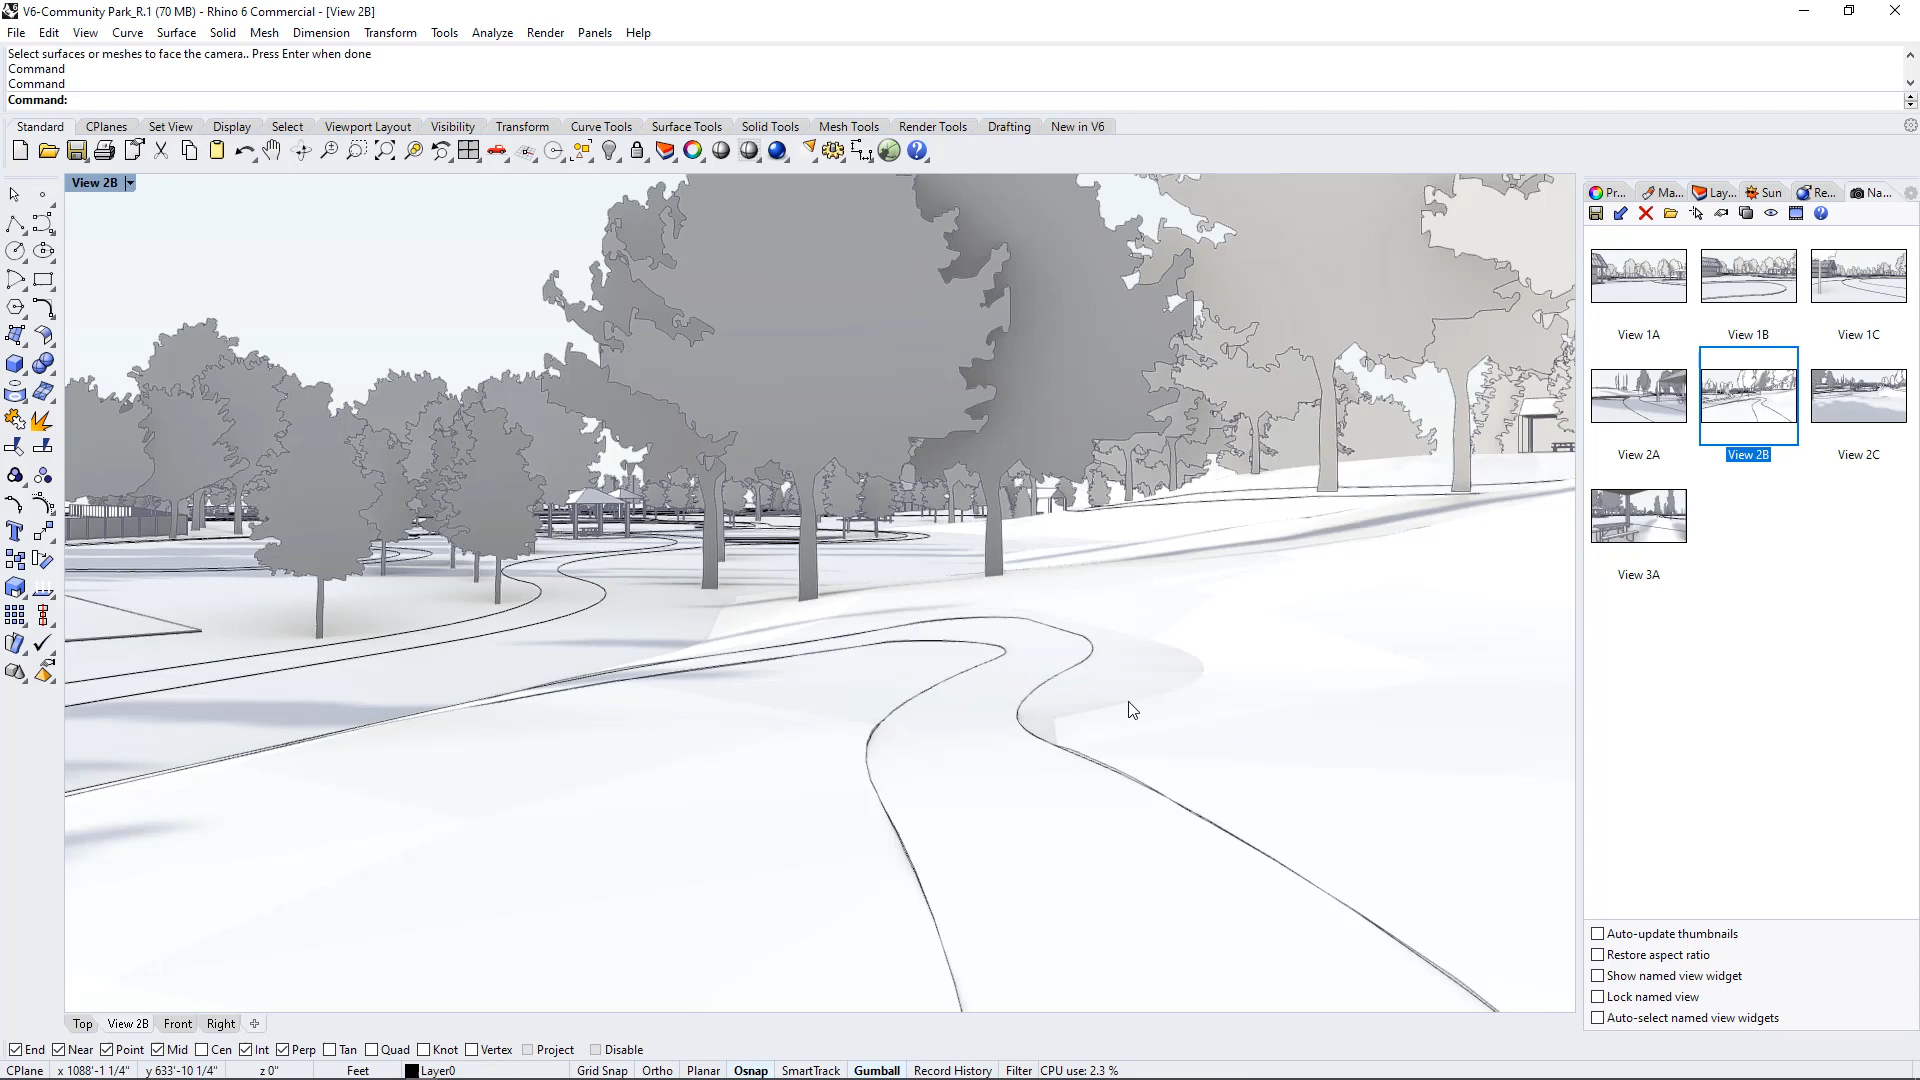 V6-Community Park_R.1 (70 MB) - Rhino 6 Commercial - [View 2B]
File Edit View Curve Surface Solid Mesh Dimension Transform Tools Analyze Render Panels Help
Select surfaces or meshes to face the camera.. Press Enter when done
Command
Command
Command:
Standard CPlanes Set View Display Select Viewport Layout Visibility Transform Curve Tools Surface Tools Solid Tools Mesh Tools Render Tools Drafting New in V6
View 2B
Pr... Ma... Lay... Sun Re... Na...
View 1A View 1B View 1C
View 2A View 2B View 2C
View 3A
Auto-update thumbnails
Restore aspect ratio
Show named view widget
Lock named view
Auto-select named view widgets
Top View 2B Front Right
End Near Point Mid Cen Int Perp Tan Quad Knot Vertex Project Disable
CPlane x 1088'-1 1/4" y 633'-10 1/4" z 0" Feet Layer0 Grid Snap Ortho Planar Osnap SmartTrack Gumball Record History Filter CPU use: 2.3 %